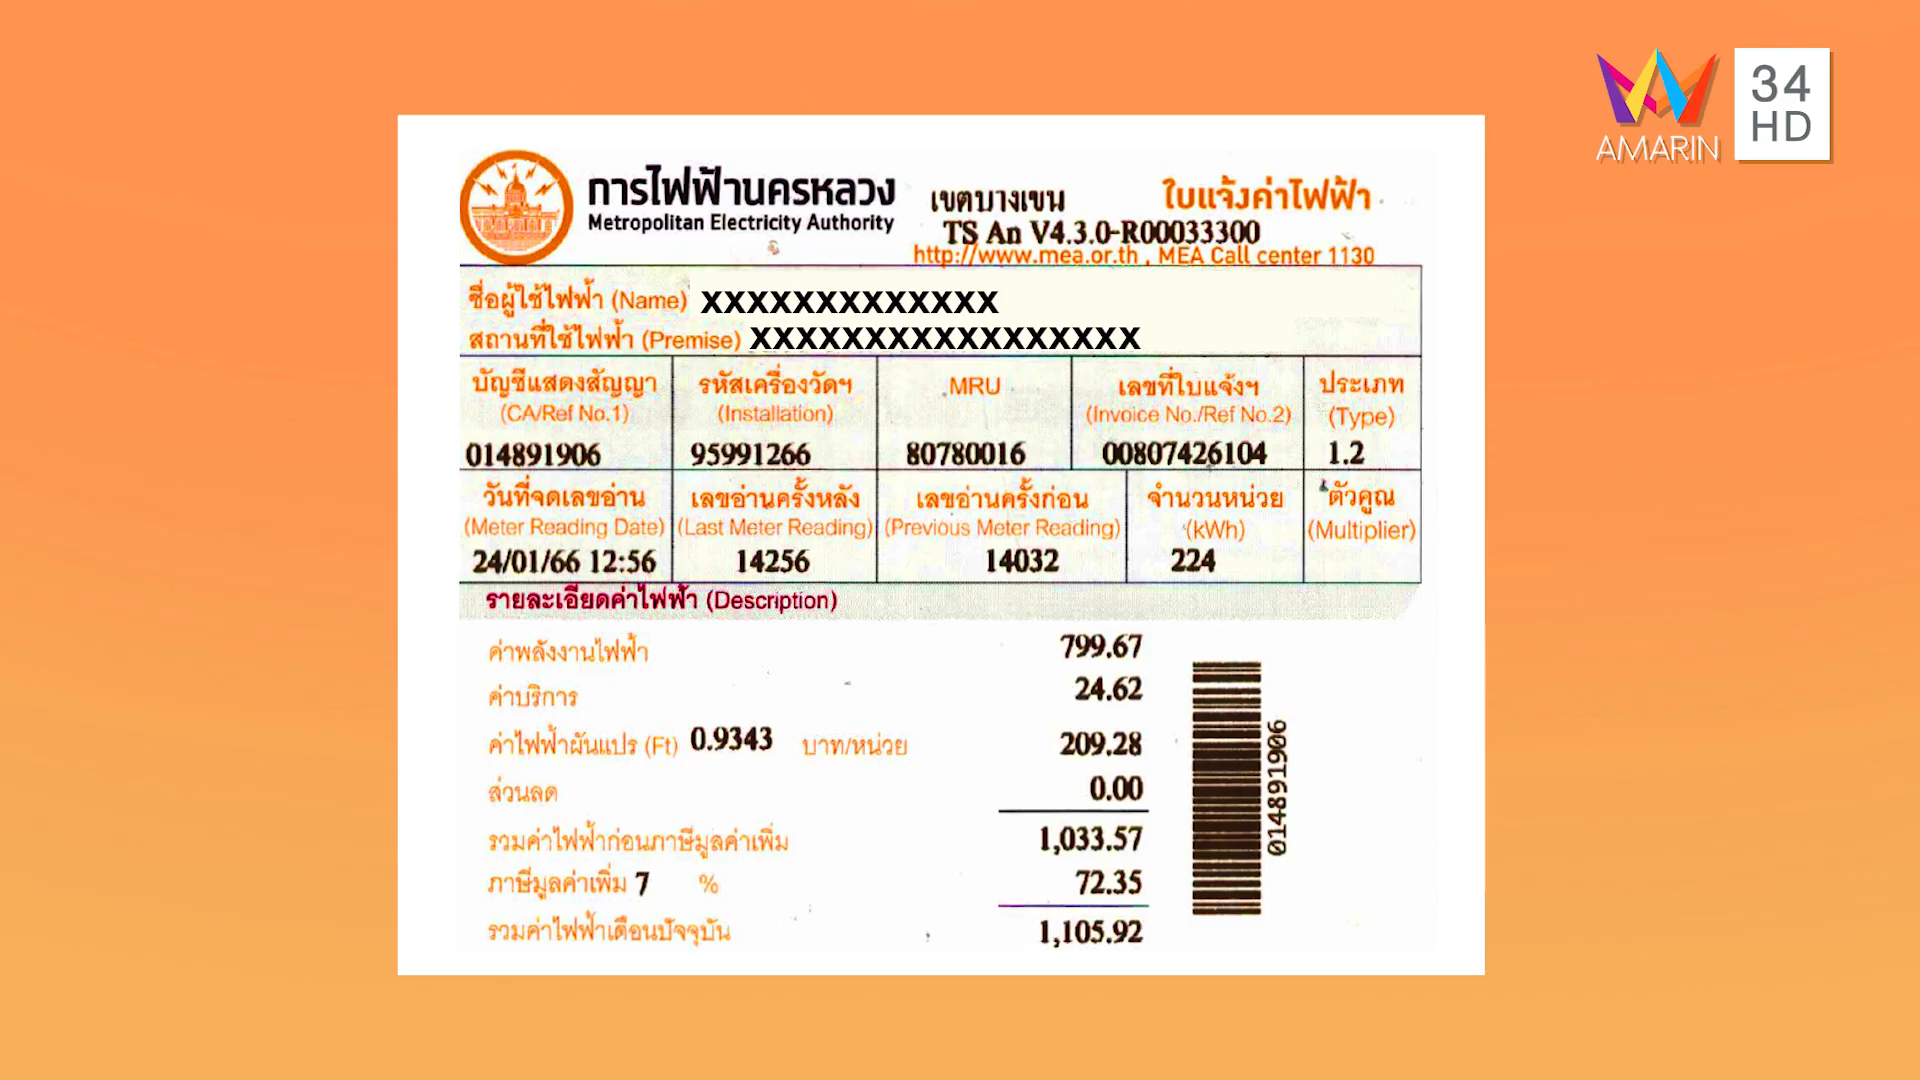 AMARIN
34
HD
การไฟฟ้านครหลวง
Metropolitan Electricity Authority
เขตบางเขน
ใบแจ้งค่าไฟฟ้า
TS An V4.3.0-R00033300
http://www.mea.or.th , MEA Call center 1130
ชื่อผู้ใช้ไฟฟ้า (Name) XXXXXXXXXXXXX
สถานที่ใช้ไฟฟ้า (Premise) XXXXXXXXXXXXXXXXX
บัญชีแสดงสัญญา รหัสเครื่องวัดฯ MRU เลขที่ใบแจ้งฯ ประเภท
(CA/Ref No.1) (Installation) (Invoice No./Ref No.2) (Type)
014891906 95991266 80780016 00807426104 1.2
วันที่จดเลขอ่าน เลขอ่านครั้งหลัง เลขอ่านครั้งก่อน จำนวนหน่วย ตัวคูณ
(Meter Reading Date) (Last Meter Reading) (Previous Meter Reading) (kWh) (Multiplier)
24/01/66 12:56 14256 14032 224
รายละเอียดค่าไฟฟ้า (Description)
ค่าพลังงานไฟฟ้า 799.67
ค่าบริการ 24.62
ค่าไฟฟ้าผันแปร (Ft) 0.9343 บาท/หน่วย 209.28
ส่วนลด 0.00
รวมค่าไฟฟ้าก่อนภาษีมูลค่าเพิ่ม 1,033.57
ภาษีมูลค่าเพิ่ม 7 % 72.35
รวมค่าไฟฟ้าเดือนปัจจุบัน 1,105.92
014891906